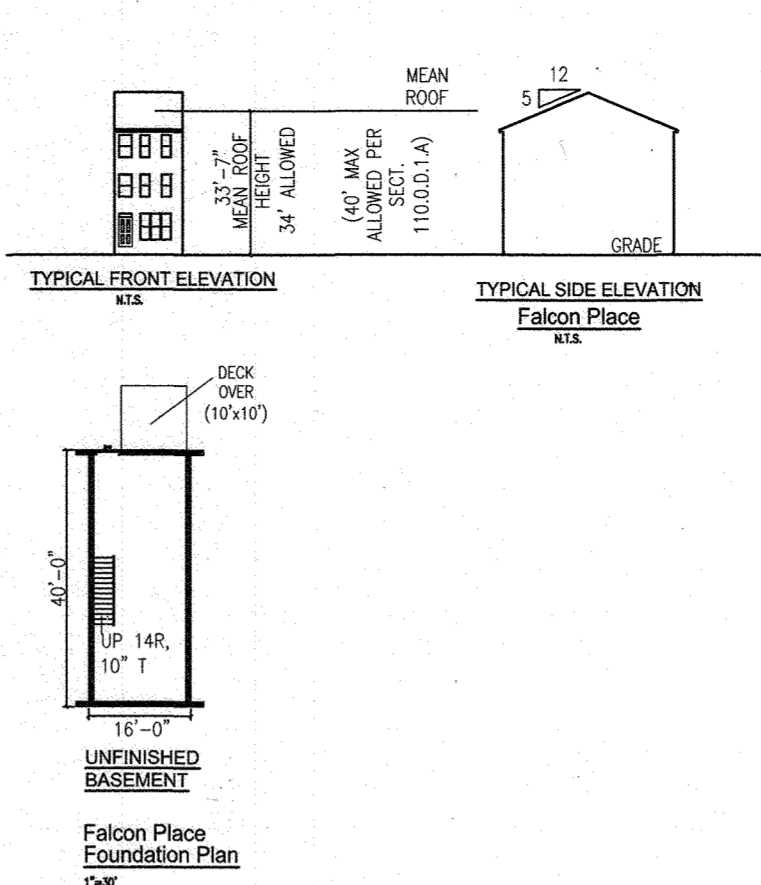 MEAN
ROOF
12
5
33'-7"
MEAN ROOF
HEIGHT
34' ALLOWED
(40' MAX
ALLOWED PER
SECT.
110.0.D.1.A)
GRADE
TYPICAL FRONT ELEVATION
N.T.S.
TYPICAL SIDE ELEVATION
Falcon Place
N.T.S.
DECK
OVER
(10'x10')
40'-0"
UP 14R,
10" T
16'-0"
UNFINISHED
BASEMENT
Falcon Place
Foundation Plan
1"=30'